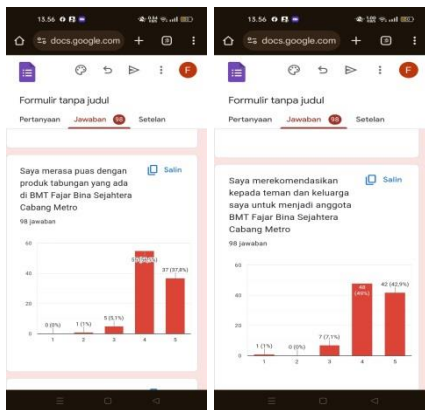 13.56
docs.google.com
F
Formulir tanpa judul
Pertanyaan Jawaban 98 Setelan
Saya merasa puas dengan
produk tabungan yang ada
di BMT Fajar Bina Sejahtera
Cabang Metro
Salin
98 jawaban
60
40
20
0
0 (0%)
1 (1%)
5 (5,1%)
37 (37,8%)
1 2 3 4 5
13.56
docs.google.com
F
Formulir tanpa judul
Pertanyaan Jawaban 98 Setelan
Saya merekomendasikan
kepada teman dan keluarga
saya untuk menjadi anggota
BMT Fajar Bina Sejahtera
Cabang Metro
Salin
98 jawaban
60
40
20
0
1 (1%)
0 (0%)
7 (7,1%)
48
(49%)
42 (42,9%)
1 2 3 4 5